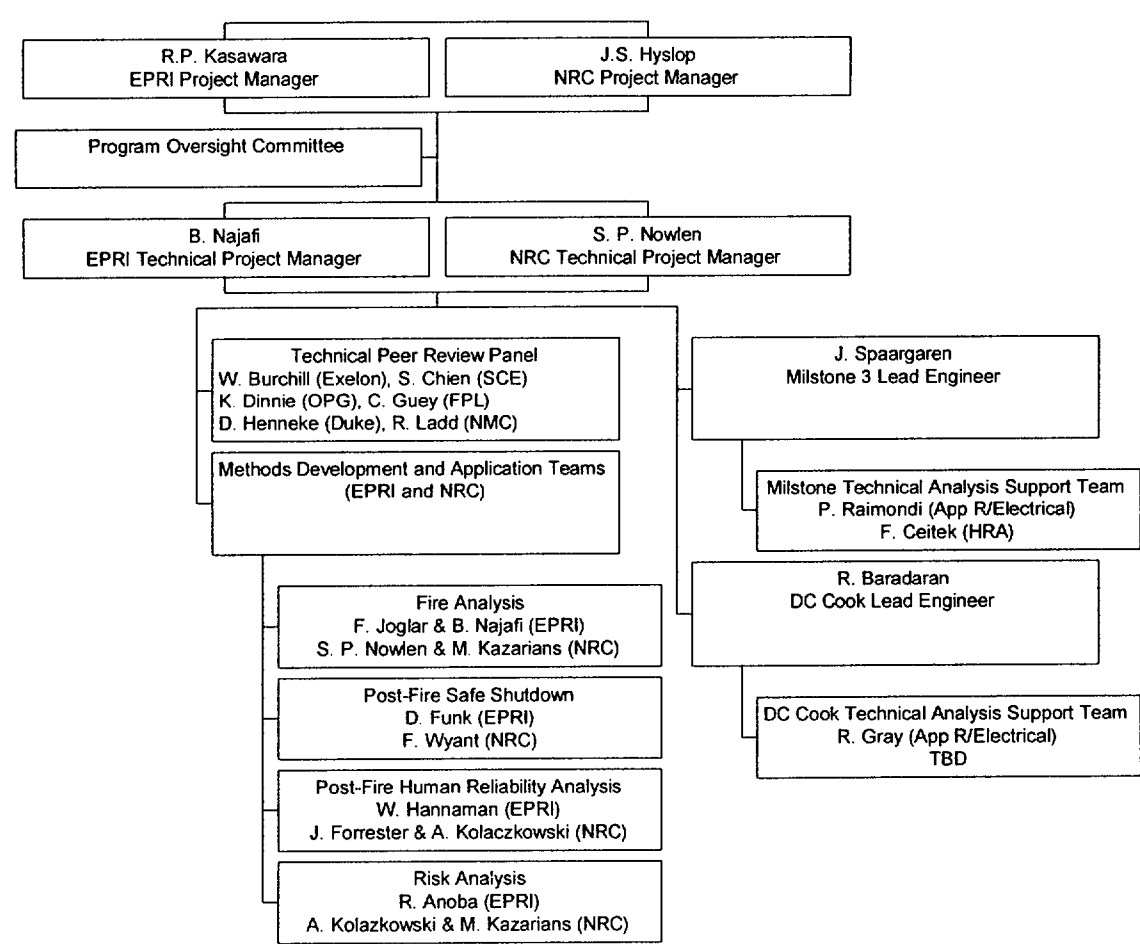 R.P. Kasawara
EPRI Project Manager
J.S. Hyslop
NRC Project Manager
Program Oversight Committee
B. Najafi
EPRI Technical Project Manager
S. P. Nowlen
NRC Technical Project Manager
Technical Peer Review Panel
W. Burchill (Exelon), S. Chien (SCE)
K. Dinnie (OPG), C. Guey (FPL)
D. Henneke (Duke), R. Ladd (NMC)
Methods Development and Application Teams
(EPRI and NRC)
Fire Analysis
F. Joglar & B. Najafi (EPRI)
S. P. Nowlen & M. Kazarians (NRC)
Post-Fire Safe Shutdown
D. Funk (EPRI)
F. Wyant (NRC)
Post-Fire Human Reliability Analysis
W. Hannaman (EPRI)
J. Forrester & A. Kolaczkowski (NRC)
Risk Analysis
R. Anoba (EPRI)
A. Kolazkowski & M. Kazarians (NRC)
J. Spaargaren
Milstone 3 Lead Engineer
Milstone Technical Analysis Support Team
P. Raimondi (App R/Electrical)
F. Ceitek (HRA)
R. Baradaran
DC Cook Lead Engineer
DC Cook Technical Analysis Support Team
R. Gray (App R/Electrical)
TBD